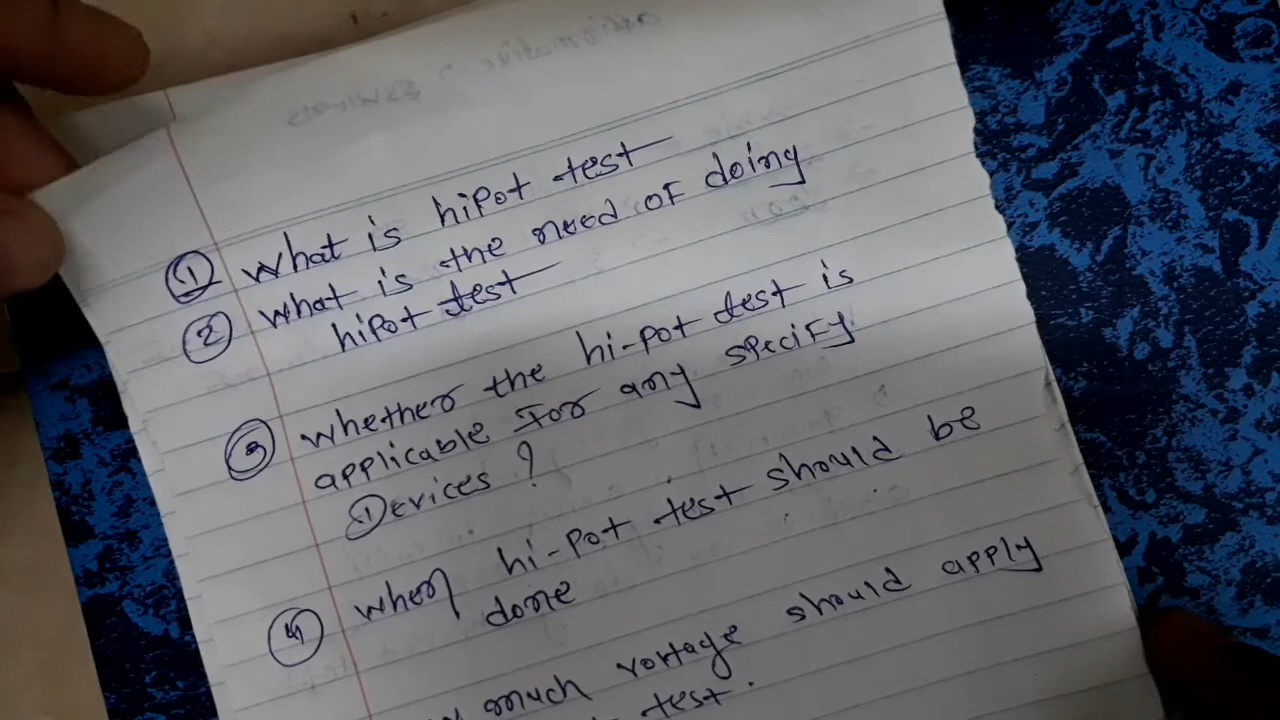 ① What is hipot test
② What is the need of doing
hipot test
③ Whether the hi-pot test is
applicable for any specify
Devices ?
④ when hi-pot test should be
done
much voltage should apply
test.